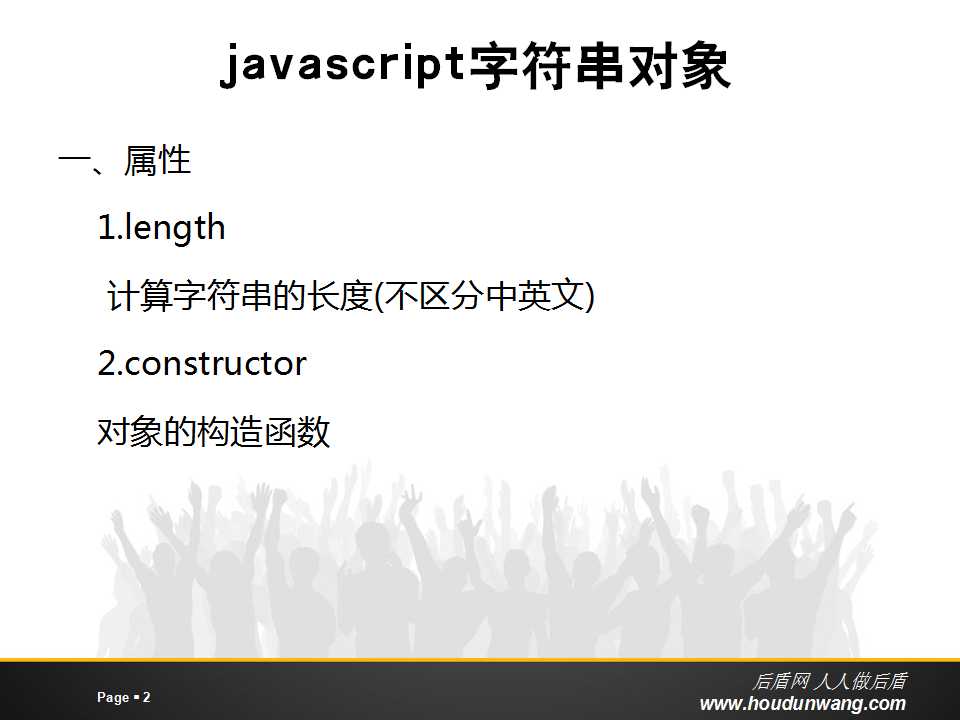 javascript字符串对象
一、属性
1.length
计算字符串的长度(不区分中英文)
2.constructor
对象的构造函数
后盾网 人人做后盾
Page ▪ 2
www.houdunwang.com